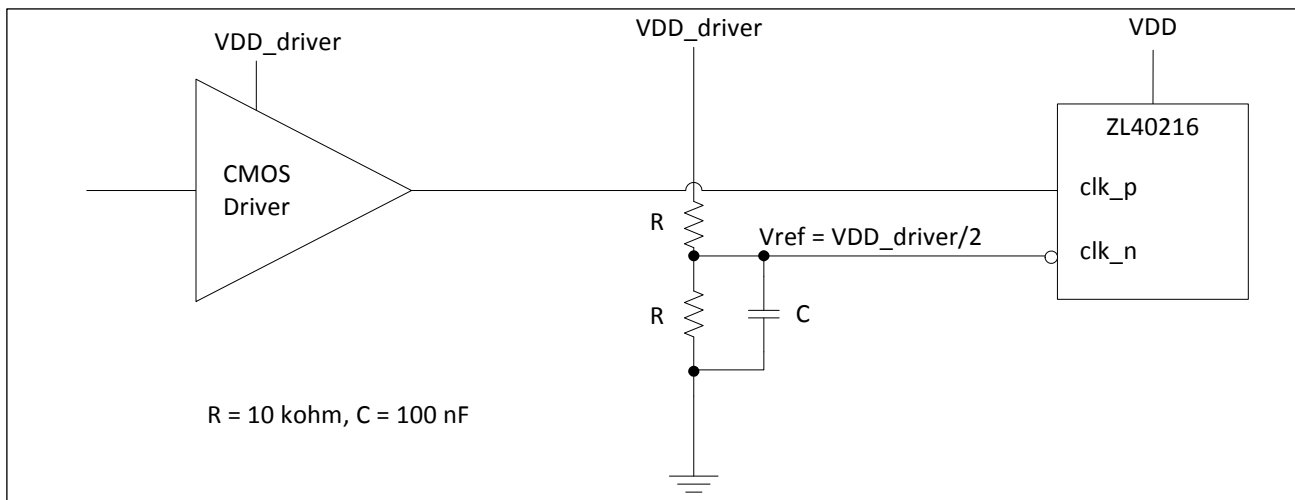 VDD_driver
VDD_driver
VDD
ZL40216
CMOS
Driver
clk_p
R
Vref = VDD_driver/2
clk_n
R
C
R = 10 kohm, C = 100 nF